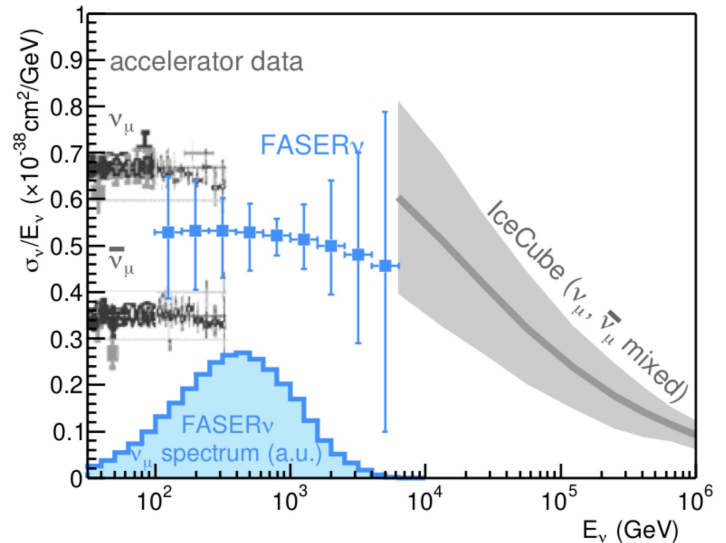 1
0.9
0.8
0.7
0.6
0.5
0.4
0.3
0.2
0.1
0
σν/Eν (×10⁻³⁸cm²/GeV)
accelerator data
νμ
FASERν
ν̅μ
IceCube (νμ, ν̅μ mixed)
FASERν
νμ spectrum (a.u.)
10² 10³ 10⁴ 10⁵ 10⁶
Eν (GeV)